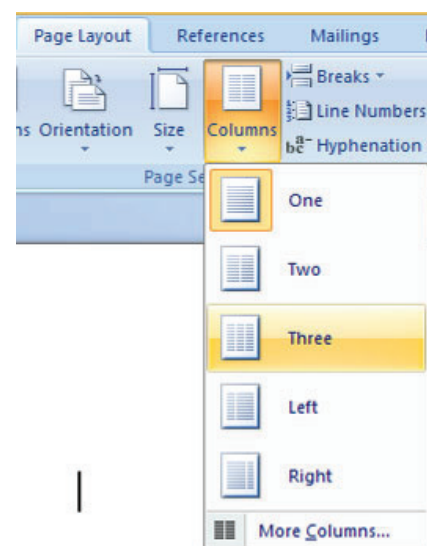 Page Layout References Mailings
Breaks
Line Numbers
Orientation Size Columns
Hyphenation
Page Se
One
Two
Three
Left
Right
More Columns...